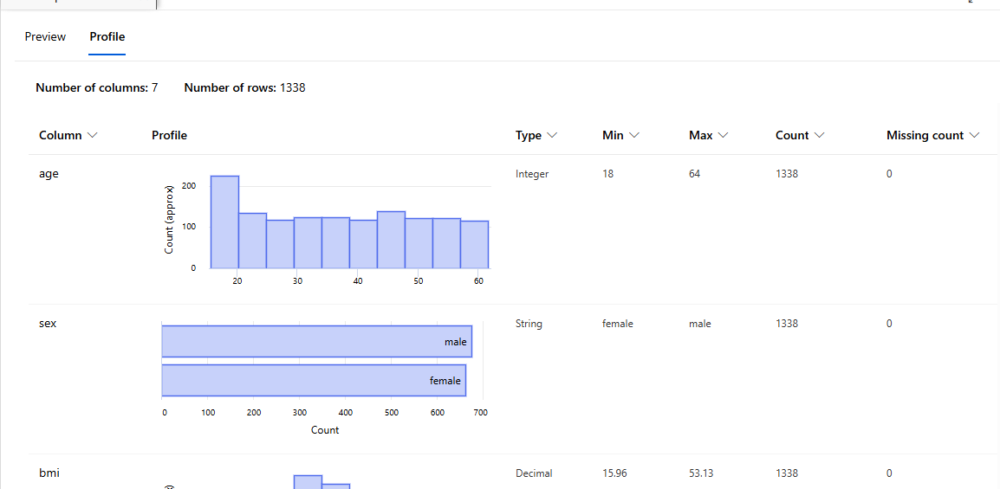 Preview Profile
Number of columns: 7 Number of rows: 1338
Column Profile Type Min Max Count Missing count
age Integer 18 64 1338 0
Count (approx)
200
100
0
20 30 40 50 60
sex String female male 1338 0
male
female
0 100 200 300 400 500 600 700
Count
bmi Decimal 15.96 53.13 1338 0